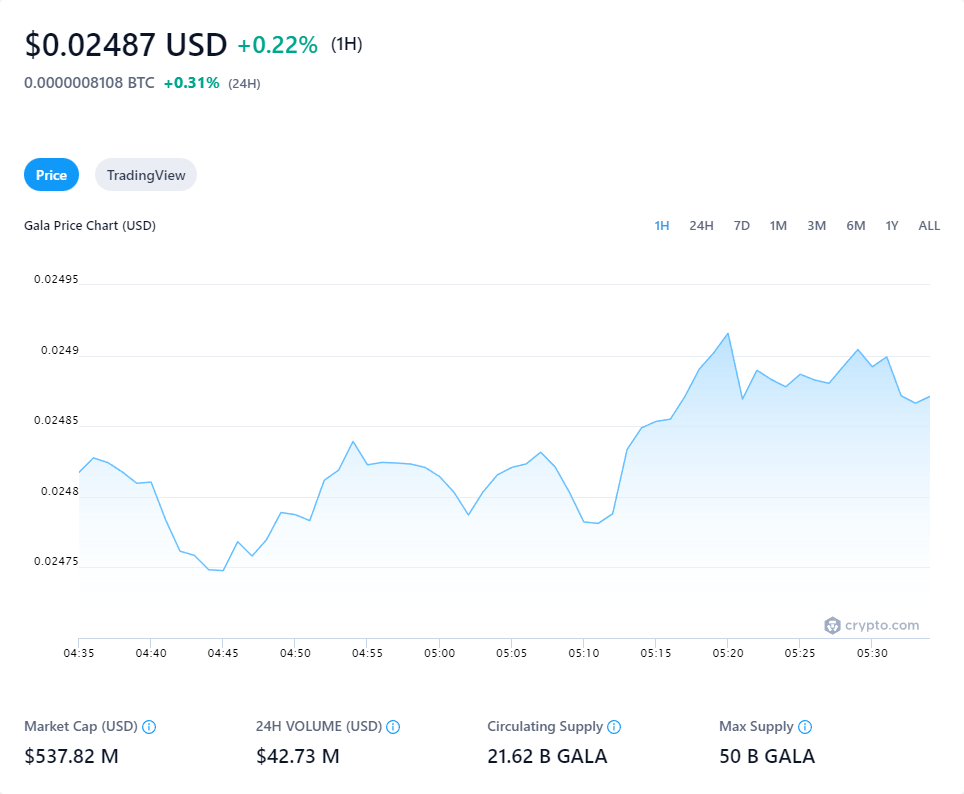 $0.02487 USD +0.22% (1H)
0.0000008108 BTC +0.31% (24H)
Price TradingView
Gala Price Chart (USD) 1H 24H 7D 1M 3M 6M 1Y ALL
0.02495
0.0249
0.02485
0.0248
0.02475
crypto.com
04:35 04:40 04:45 04:50 04:55 05:00 05:05 05:10 05:15 05:20 05:25 05:30
Market Cap (USD) 24H VOLUME (USD) Circulating Supply Max Supply
$537.82 M $42.73 M 21.62 B GALA 50 B GALA